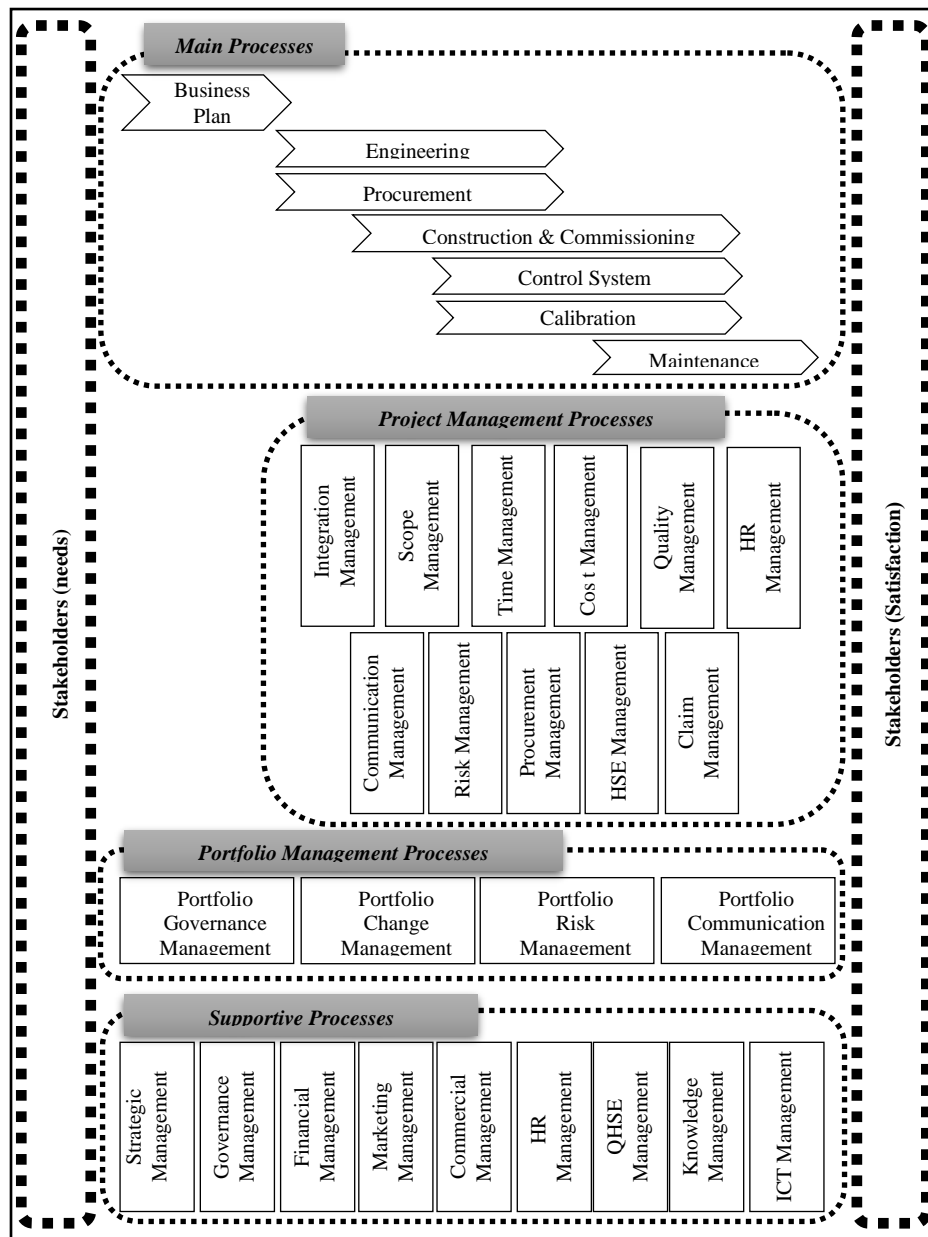 Main Processes
Business
Plan
Engineering
Procurement
Construction & Commissioning
Control System
Calibration
Maintenance
Project Management Processes
Integration
Management
Scope
Management
Time Management
Cos t Management
Quality
Management
HR
Management
Communication
Management
Risk Management
Procurement
Management
HSE Management
Claim
Management
Stakeholders (needs)
Stakeholders (Satisfaction)
Portfolio Management Processes
Portfolio
Governance
Management
Portfolio
Change
Management
Portfolio
Risk
Management
Portfolio
Communication
Management
Supportive Processes
Strategic
Management
Governance
Management
Financial
Management
Marketing
Management
Commercial
Management
HR
Management
QHSE
Management
Knowledge
Management
ICT Management